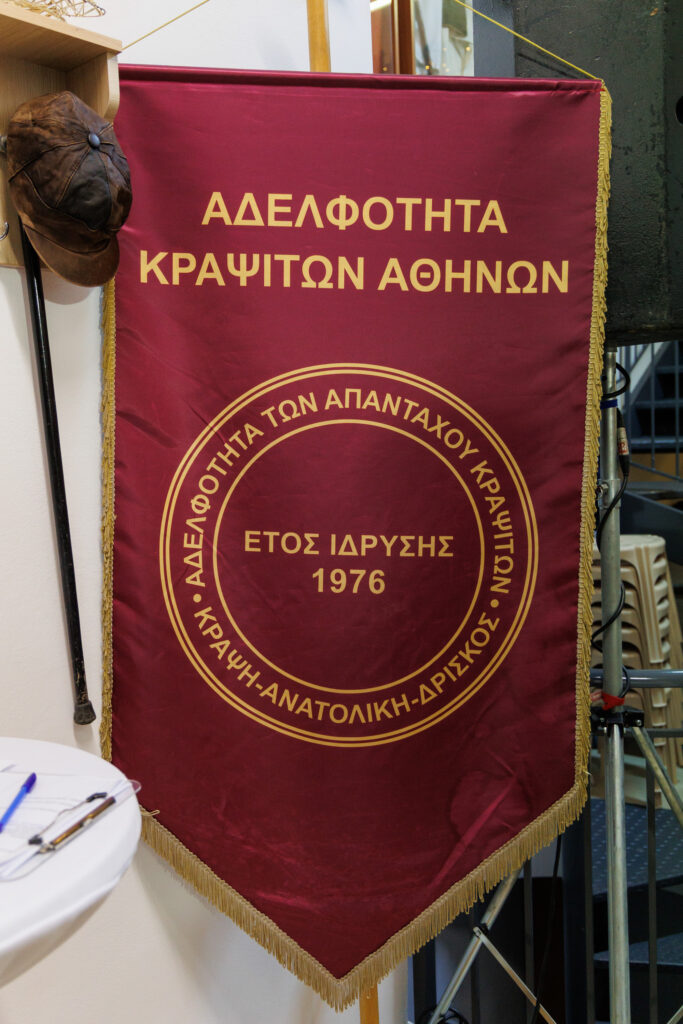 ΑΔΕΛΦΟΤΗΤΑ
ΚΡΑΨΙΤΩΝ ΑΘΗΝΩΝ
ΑΔΕΛΦΟΤΗΤΑ ΤΩΝ ΑΠΑΝΤΑΧΟΥ ΚΡΑΨΙΤΩΝ
ΕΤΟΣ ΙΔΡΥΣΗΣ
1976
• ΚΡΑΨΗ-ΑΝΑΤΟΛΙΚΗ-ΔΡΙΣΚΟΣ •